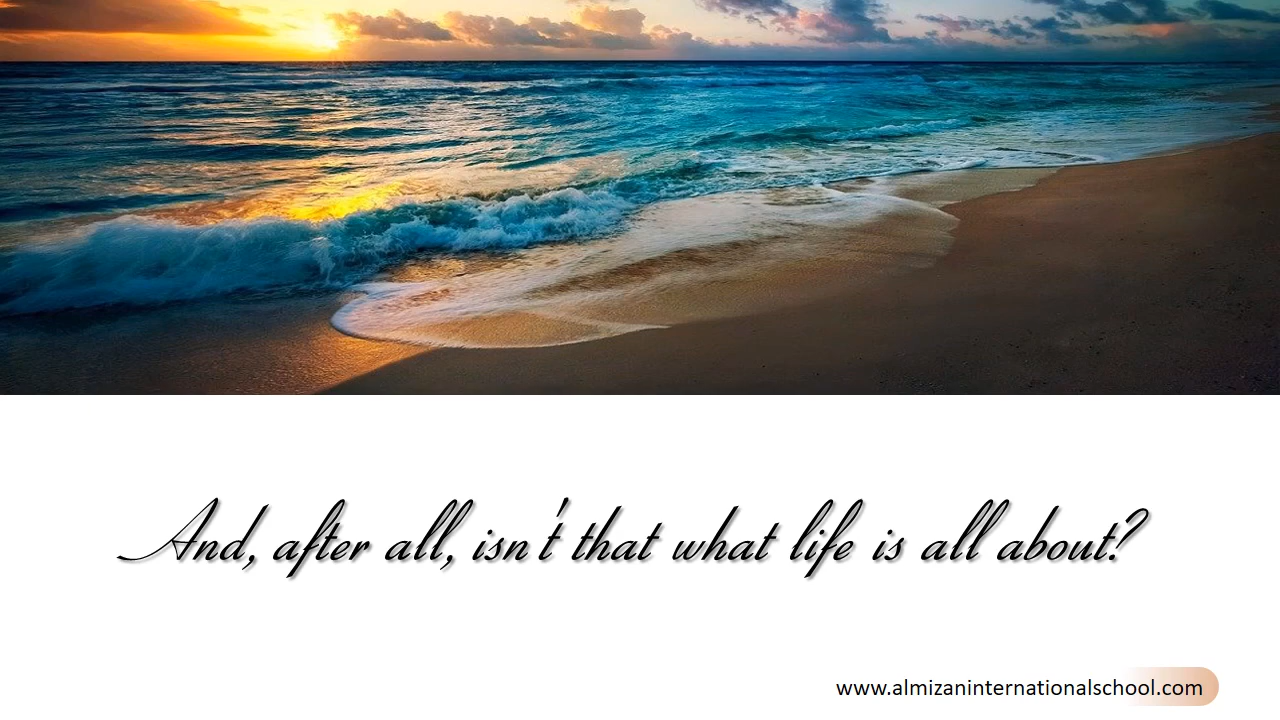 And, after all, isn't that what life is all about?
www.almizaninternationalschool.com